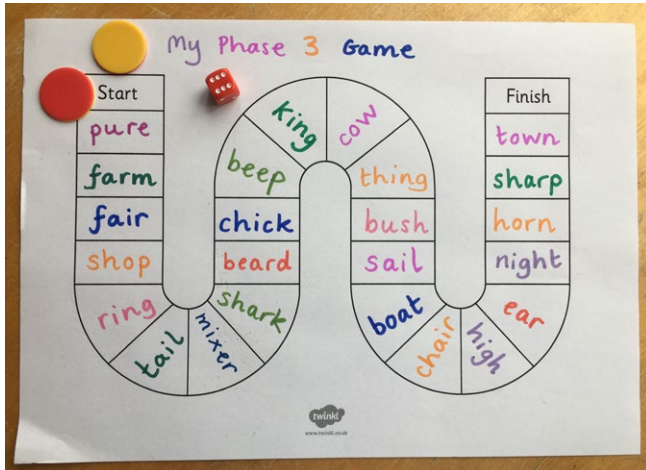 My Phase 3 Game
Start
pure
farm
fair
shop
ring
tail
mixer
shark
beard
chick
beep
king
cow
thing
bush
sail
boat
chair
high
ear
night
horn
sharp
town
Finish
twinkl
www.twinkl.co.uk